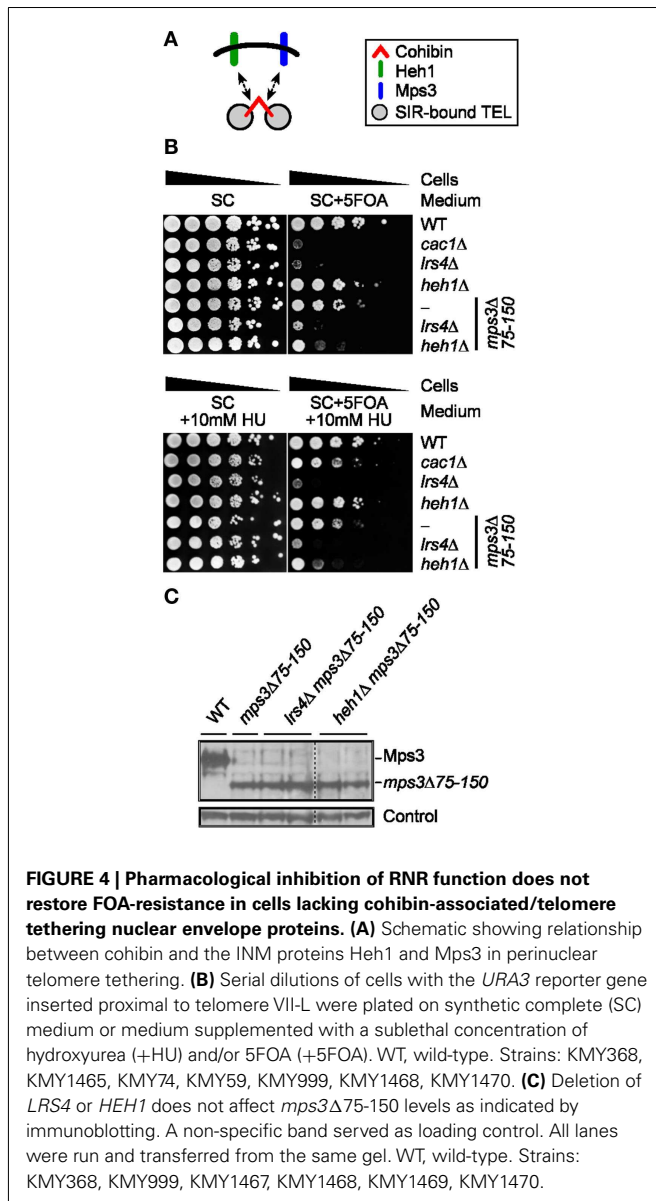 A
Cohibin
Heh1
Mps3
SIR-bound TEL
B
Cells
SC SC+5FOA Medium
WT
cac1Δ
lrs4Δ
heh1Δ
–
lrs4Δ
heh1Δ
mps3Δ
75-150
Cells
SC SC+5FOA Medium
+10mM HU +10mM HU
WT
cac1Δ
lrs4Δ
heh1Δ
–
lrs4Δ
heh1Δ
mps3Δ
75-150
C
WT
mps3Δ75-150
lrs4Δ mps3Δ75-150
heh1Δ mps3Δ75-150
–Mps3
–mps3Δ75-150
Control
FIGURE 4 | Pharmacological inhibition of RNR function does not
restore FOA-resistance in cells lacking cohibin-associated/telomere
tethering nuclear envelope proteins. (A) Schematic showing relationship
between cohibin and the INM proteins Heh1 and Mps3 in perinuclear
telomere tethering. (B) Serial dilutions of cells with the URA3 reporter gene
inserted proximal to telomere VII-L were plated on synthetic complete (SC)
medium or medium supplemented with a sublethal concentration of
hydroxyurea (+HU) and/or 5FOA (+5FOA). WT, wild-type. Strains: KMY368,
KMY1465, KMY74, KMY59, KMY999, KMY1468, KMY1470. (C) Deletion of
LRS4 or HEH1 does not affect mps3Δ75-150 levels as indicated by
immunoblotting. A non-specific band served as loading control. All lanes
were run and transferred from the same gel. WT, wild-type. Strains:
KMY368, KMY999, KMY1467, KMY1468, KMY1469, KMY1470.